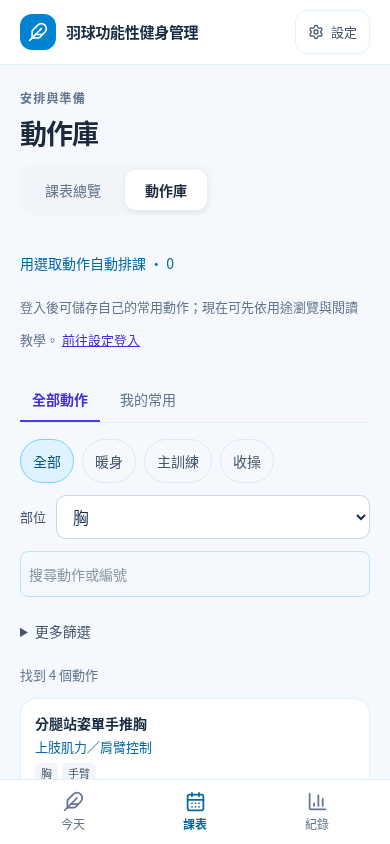 羽球功能性健身管理
設定
安排與準備
動作庫
課表總覽
動作庫
用選取動作自動排課 · 0
登入後可儲存自己的常用動作；現在可先依用途瀏覽與閱讀
教學。 前往設定登入
全部動作
我的常用
全部
暖身
主訓練
收操
部位
胸
搜尋動作或編號
更多篩選
找到 4 個動作
分腿站姿單手推胸
上肢肌力／肩臂控制
胸
手臂
今天
課表
紀錄